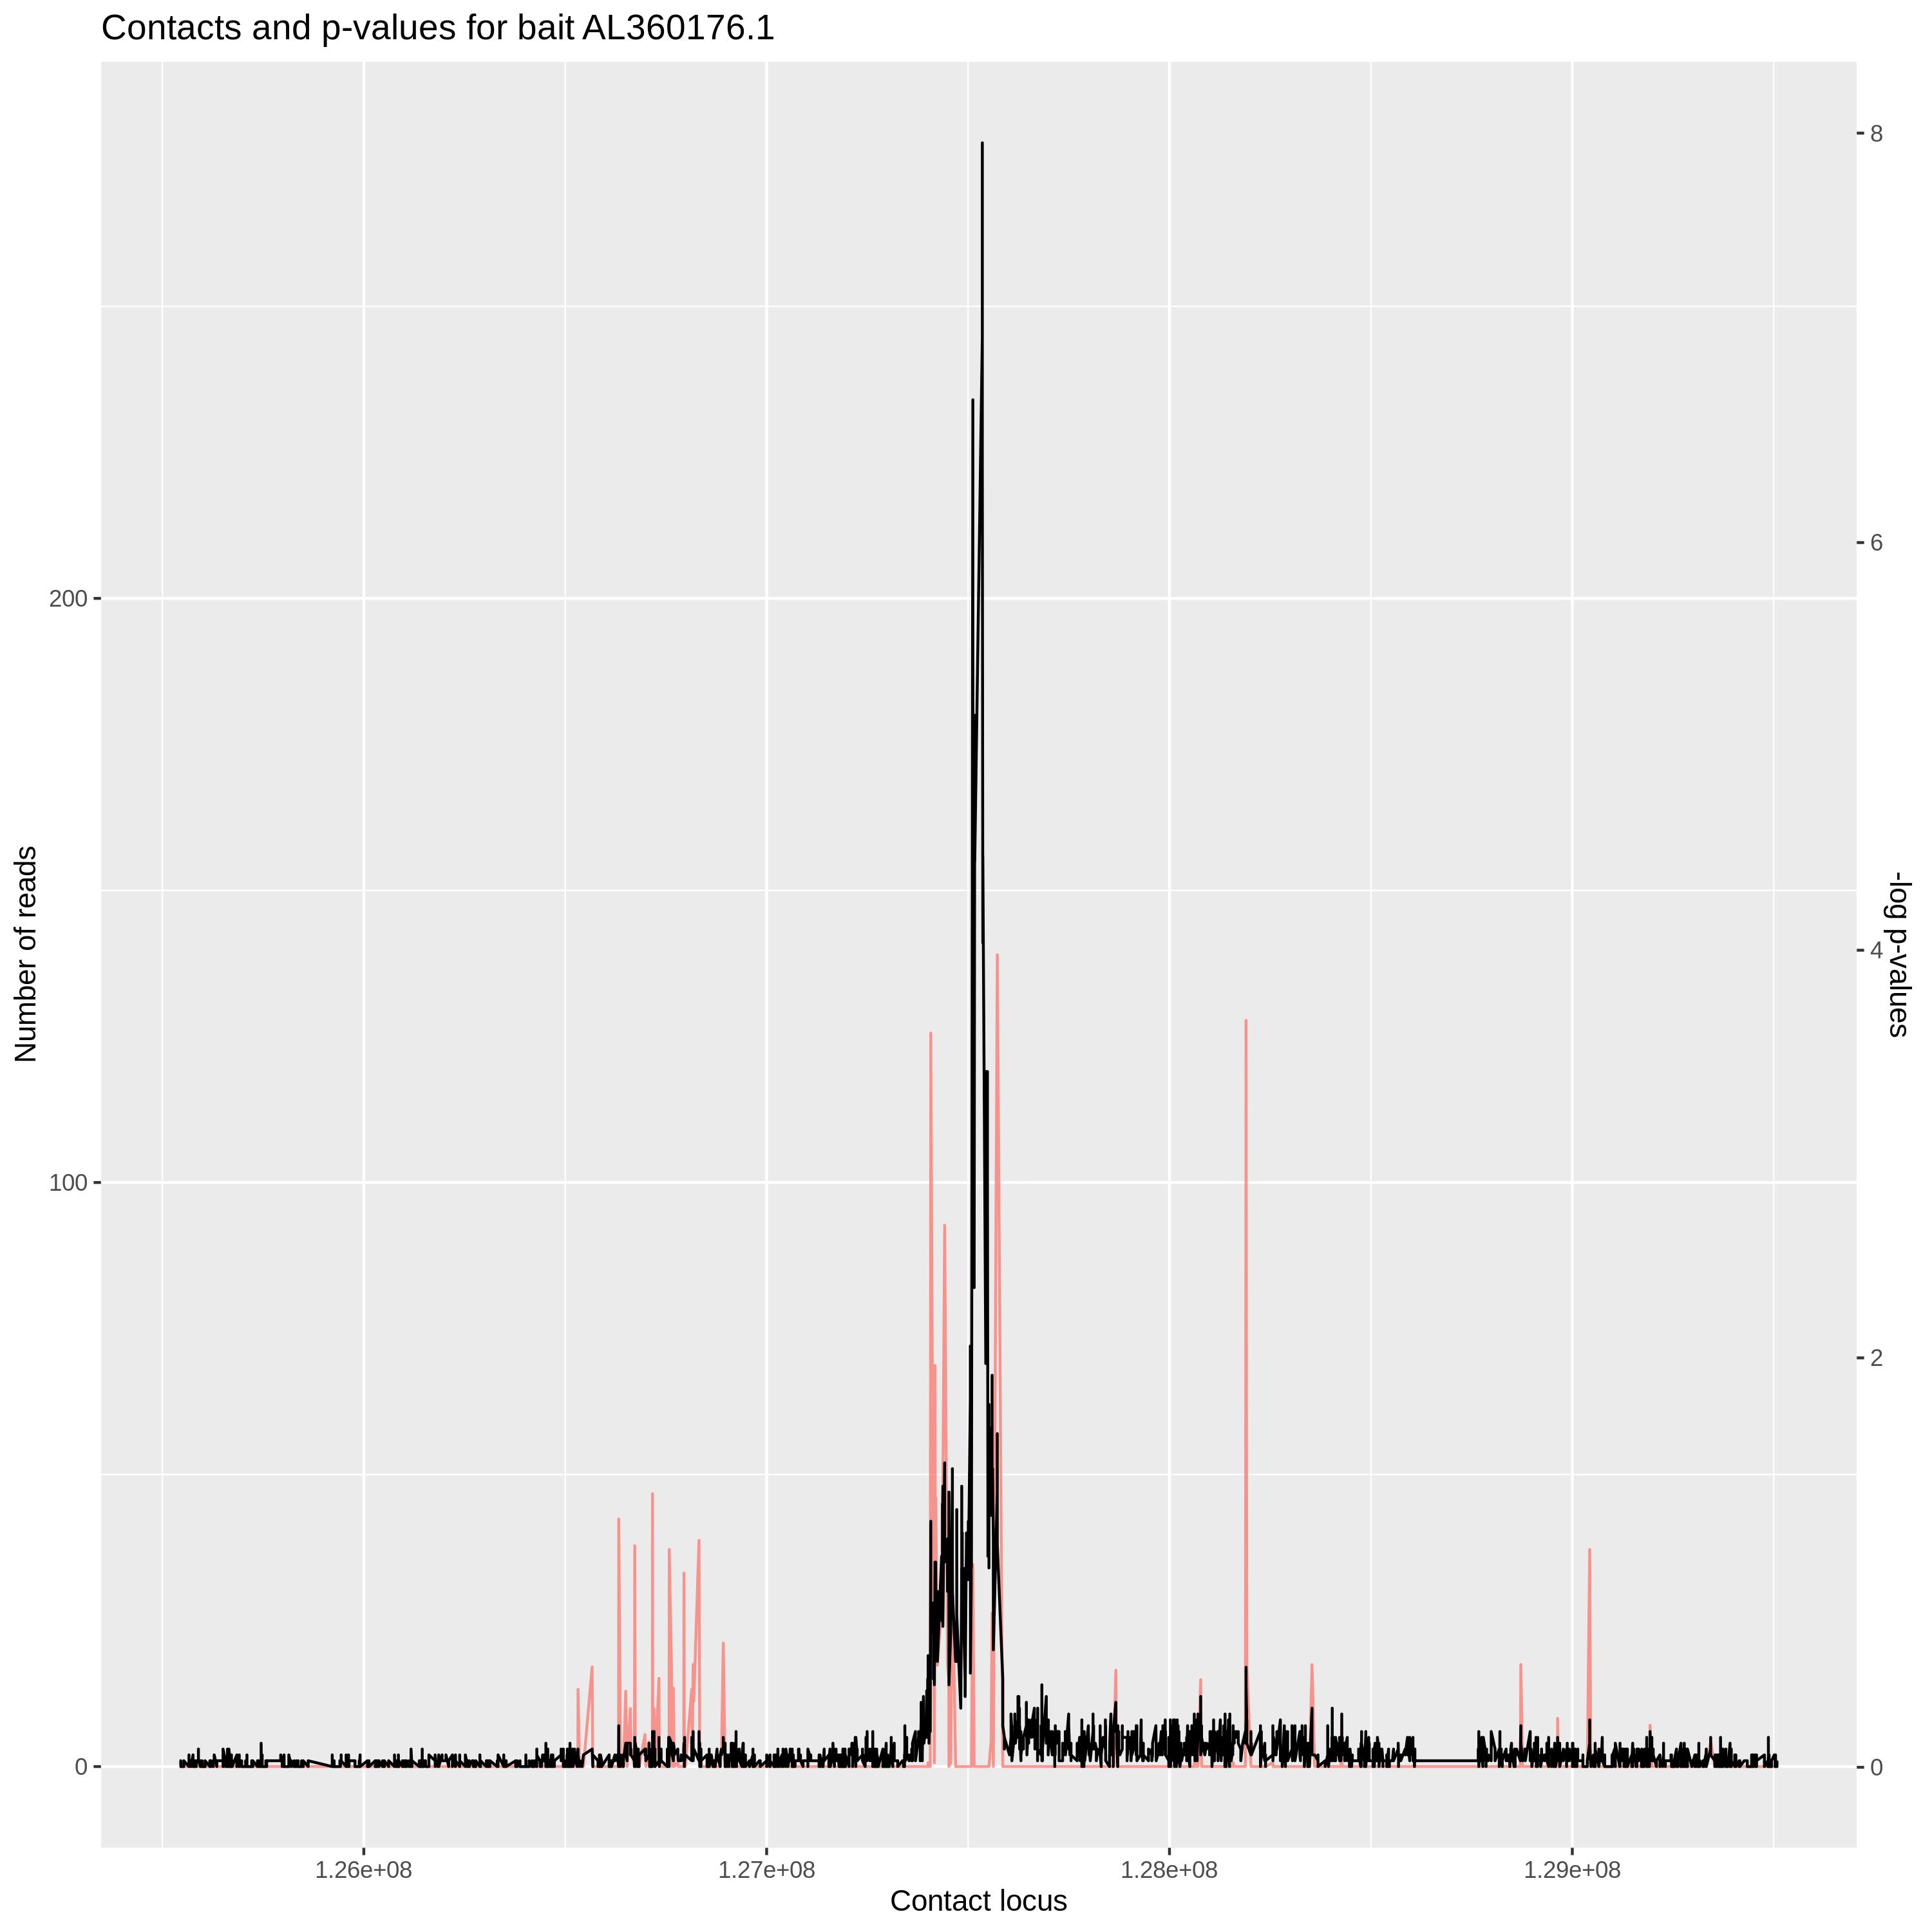 Contacts and p-values for bait AL360176.1
8
6
200
Number of reads
-log p-values
4
100
2
0
0
1.26e+08
1.27e+08
1.28e+08
1.29e+08
Contact locus